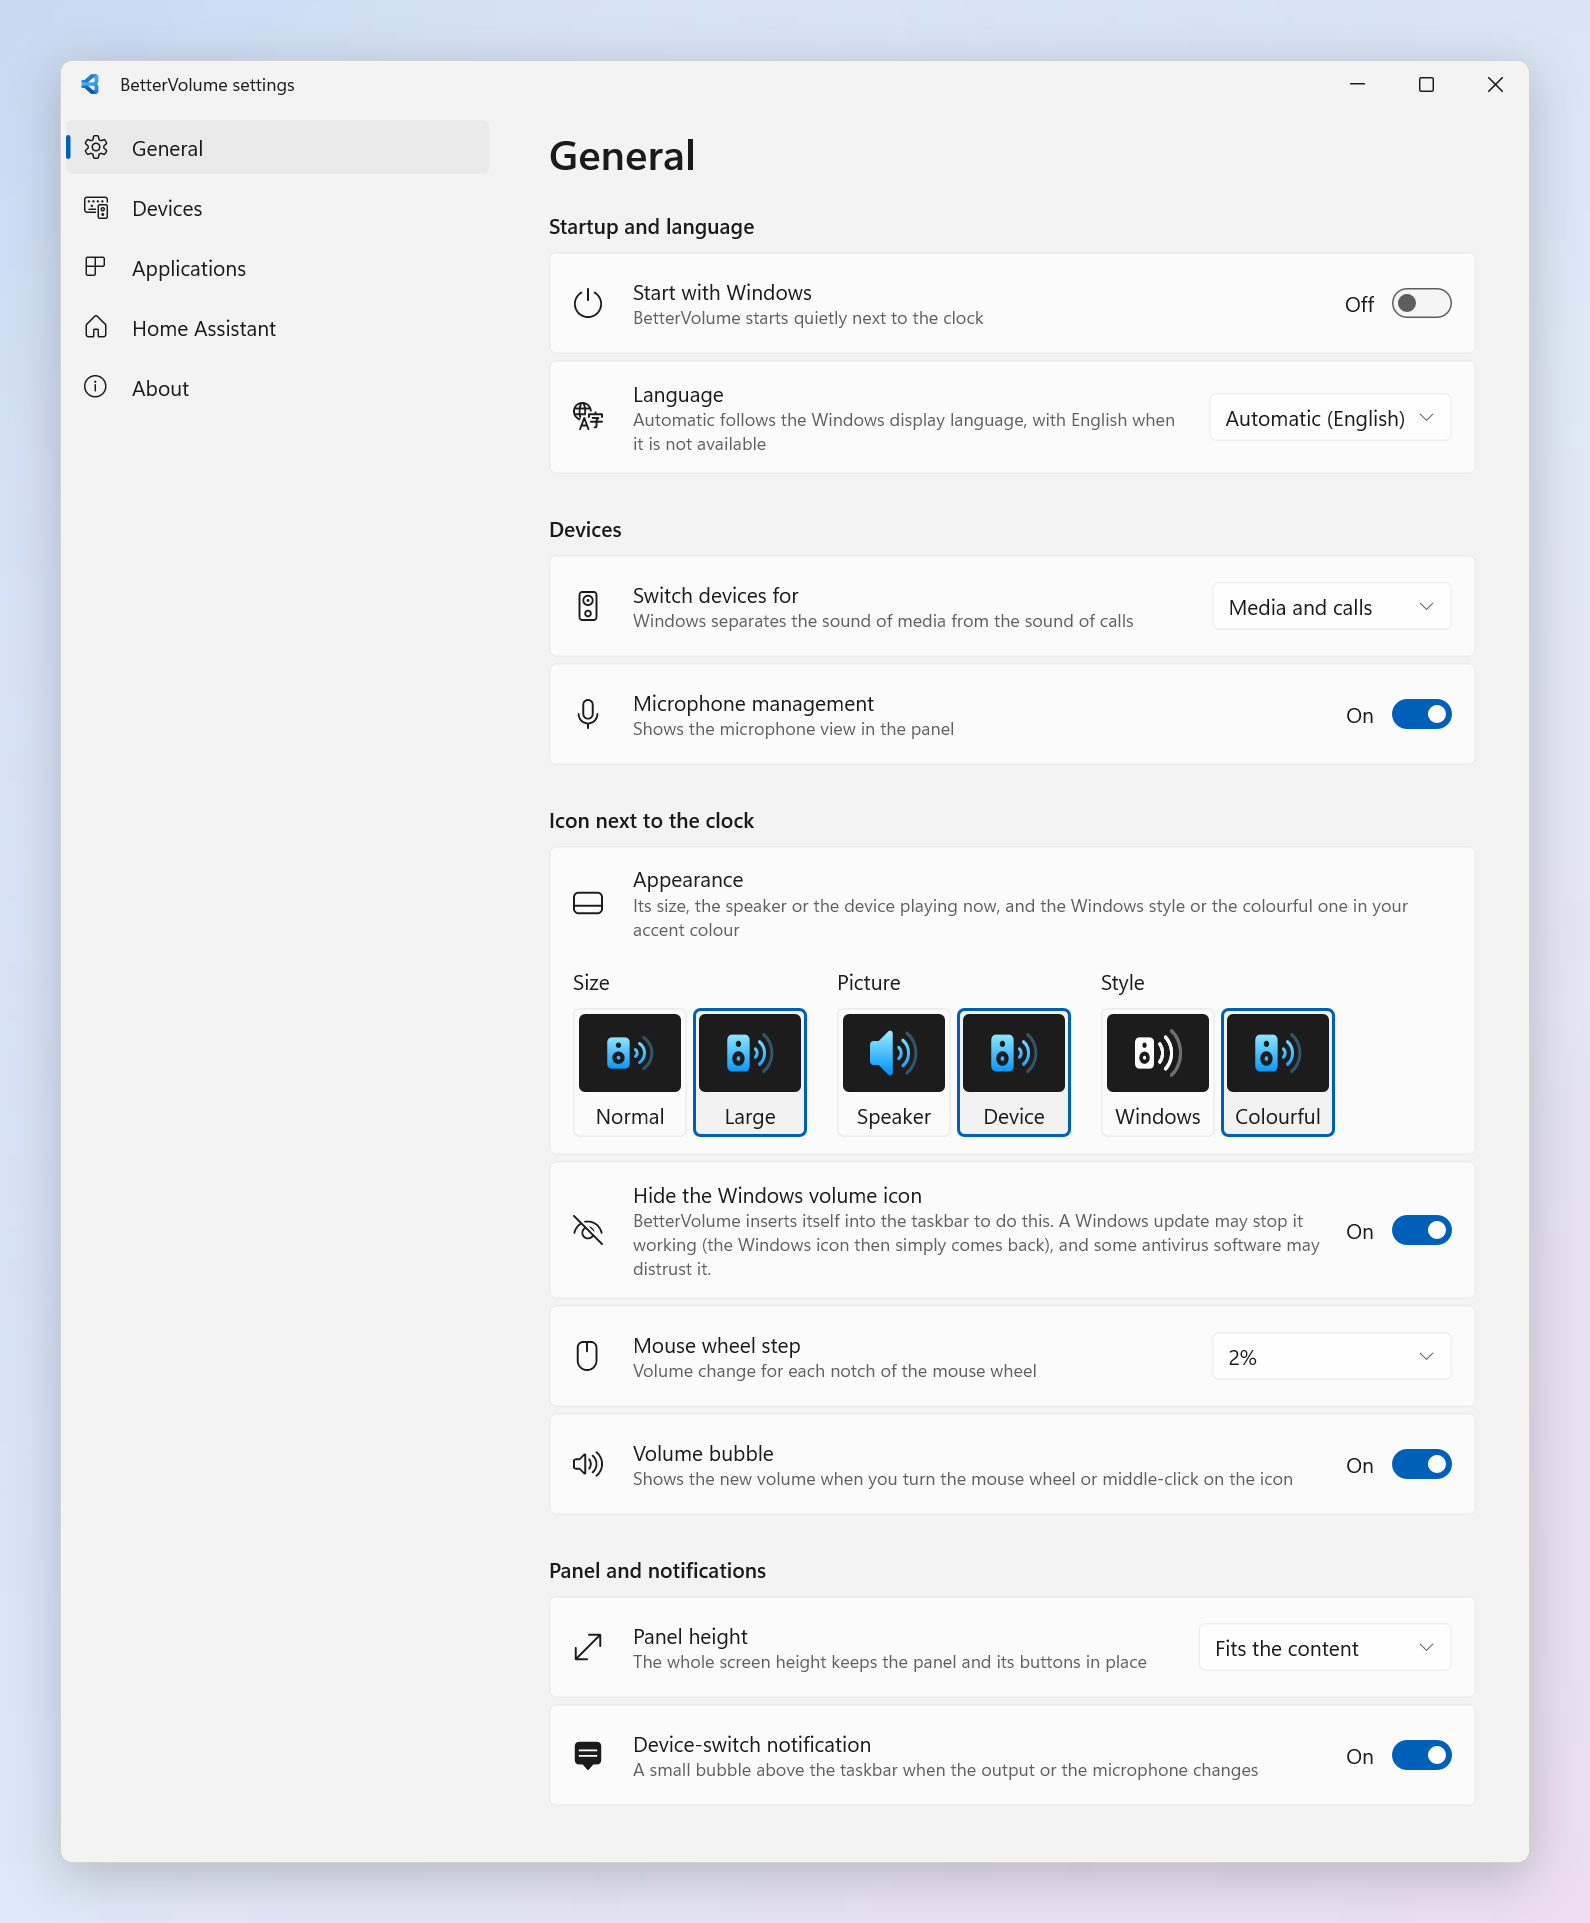 BetterVolume settings
General
Devices
Applications
Home Assistant
About
General
Startup and language
Start with Windows
BetterVolume starts quietly next to the clock
Off
Language
Automatic follows the Windows display language, with English when
it is not available
Automatic (English)
Devices
Switch devices for
Windows separates the sound of media from the sound of calls
Media and calls
Microphone management
Shows the microphone view in the panel
On
Icon next to the clock
Appearance
Its size, the speaker or the device playing now, and the Windows style or the colourful one in your
accent colour
Size
Normal
Large
Picture
Speaker
Device
Style
Windows
Colourful
Hide the Windows volume icon
BetterVolume inserts itself into the taskbar to do this. A Windows update may stop it
working (the Windows icon then simply comes back), and some antivirus software may
distrust it.
On
Mouse wheel step
Volume change for each notch of the mouse wheel
2%
Volume bubble
Shows the new volume when you turn the mouse wheel or middle-click on the icon
On
Panel and notifications
Panel height
The whole screen height keeps the panel and its buttons in place
Fits the content
Device-switch notification
A small bubble above the taskbar when the output or the microphone changes
On